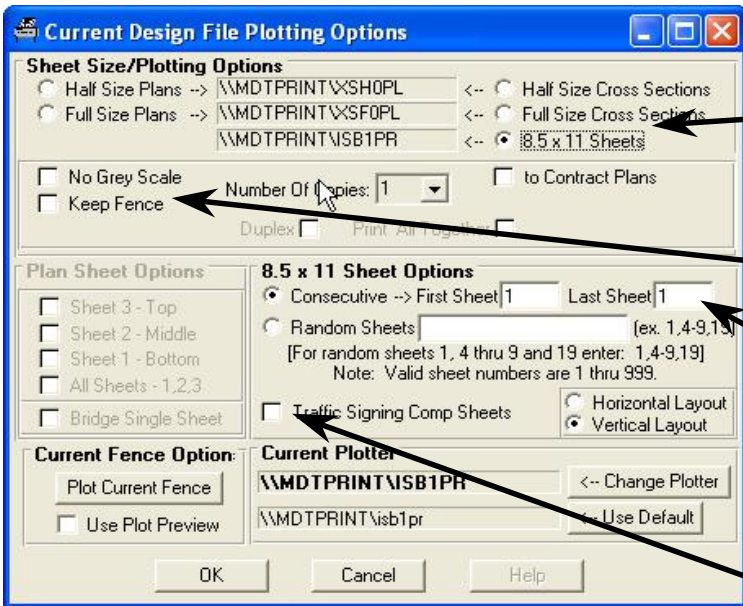 Current Design File Plotting Options
Sheet Size/Plotting Options
Half Size Plans --> \\MDTPRINT\XSH0PL <-- Half Size Cross Sections
Full Size Plans --> \\MDTPRINT\XSF0PL <-- Full Size Cross Sections
\\MDTPRINT\ISB1PR <-- 8.5 x 11 Sheets
No Grey Scale Number Of Copies: 1 to Contract Plans
Keep Fence
Duplex Print All Together
Plan Sheet Options 8.5 x 11 Sheet Options
Consecutive --> First Sheet 1 Last Sheet 1
Sheet 3 - Top
Random Sheets (ex. 1,4-9,19)
Sheet 2 - Middle
[For random sheets 1, 4 thru 9 and 19 enter: 1,4-9,19]
Sheet 1 - Bottom
Note: Valid sheet numbers are 1 thru 999.
All Sheets - 1,2,3
Horizontal Layout
Bridge Single Sheet Traffic Signing Comp Sheets
Vertical Layout
Current Fence Option: Current Plotter
Plot Current Fence \\MDTPRINT\ISB1PR <-- Change Plotter
Use Plot Preview \\MDTPRINT\isb1pr <-- Use Default
OK Cancel Help